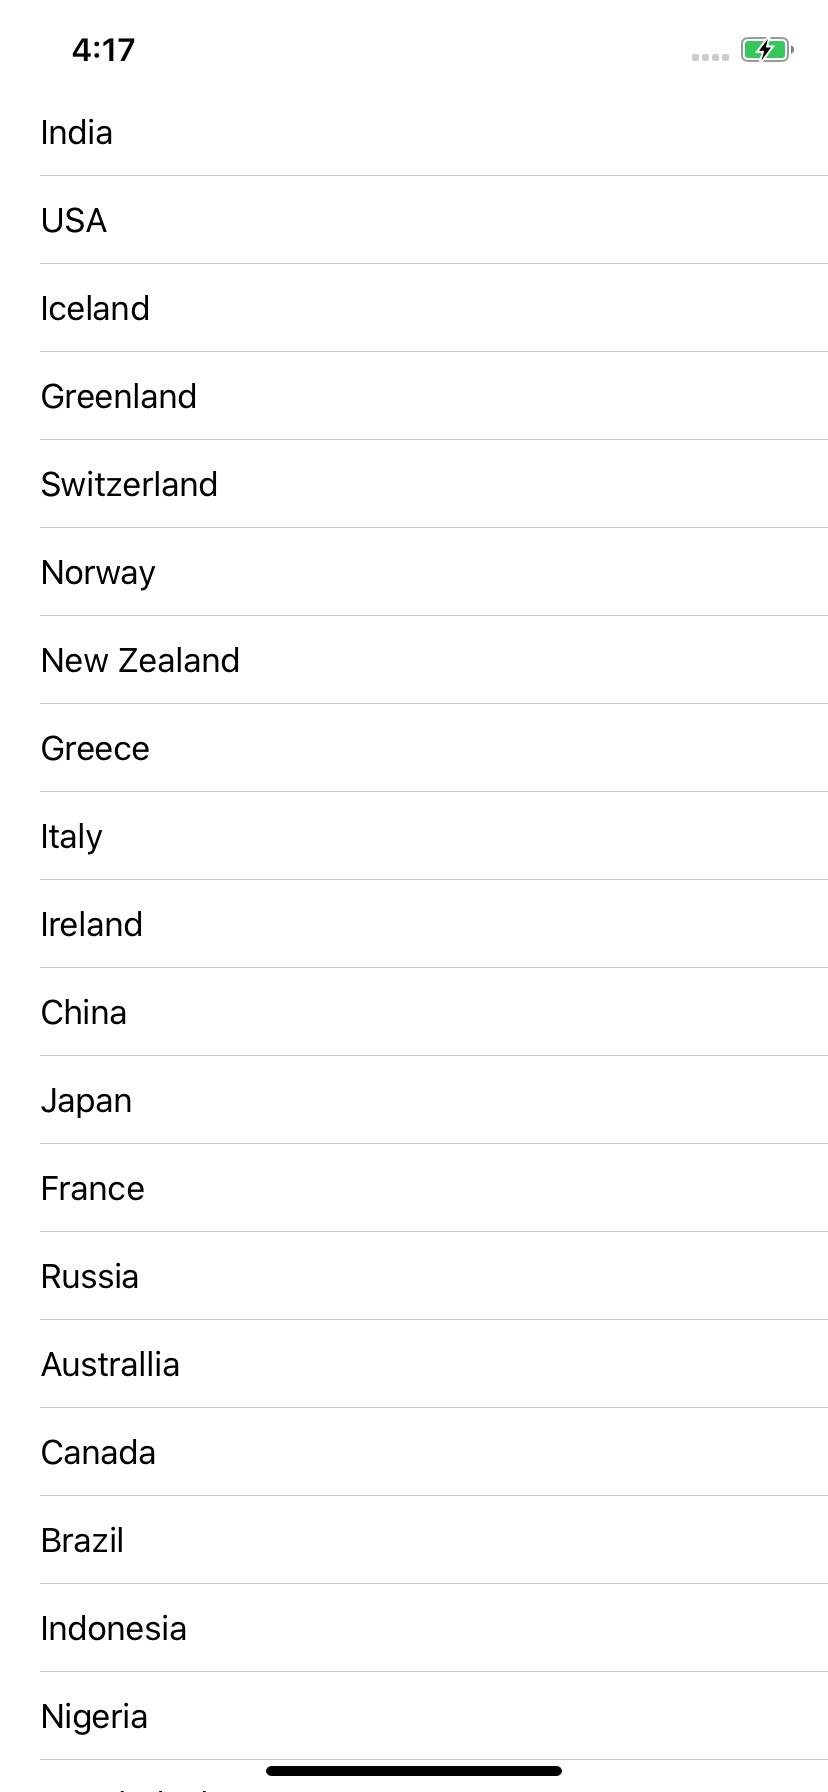 4:17
India
USA
Iceland
Greenland
Switzerland
Norway
New Zealand
Greece
Italy
Ireland
China
Japan
France
Russia
Australlia
Canada
Brazil
Indonesia
Nigeria